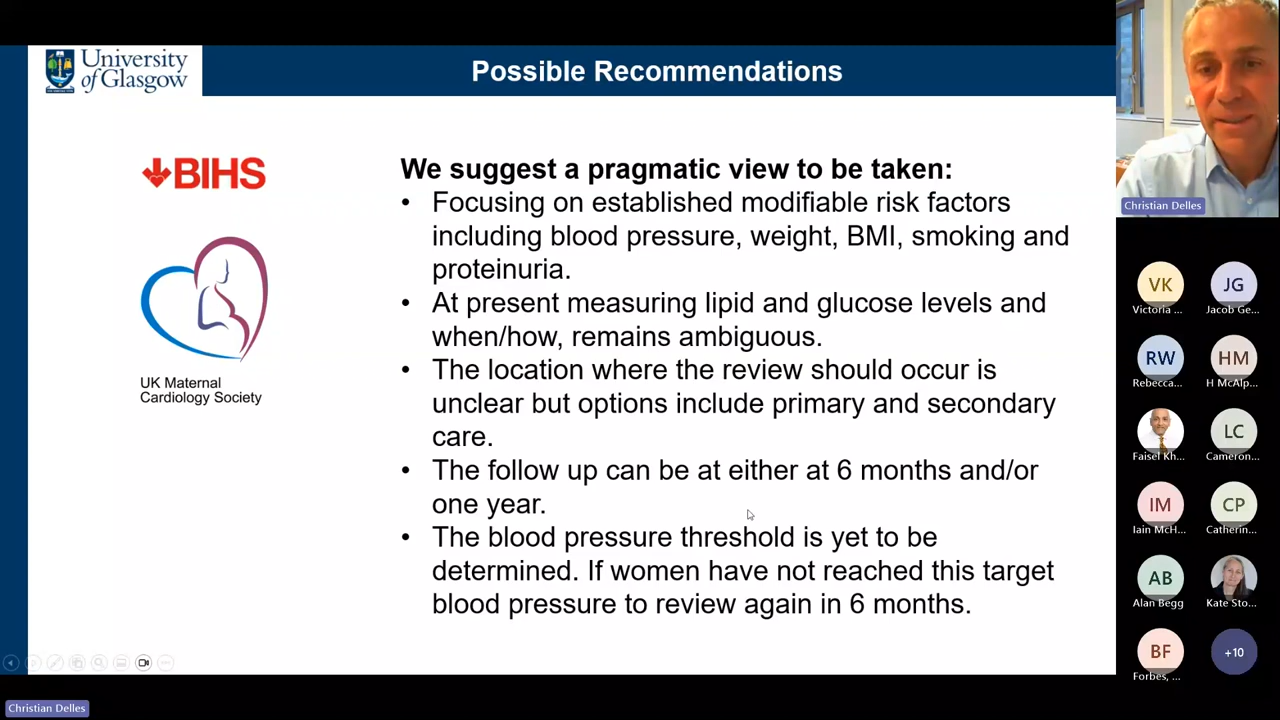 University
of Glasgow
Possible Recommendations
BIHS
UK Maternal
Cardiology Society
We suggest a pragmatic view to be taken:
• Focusing on established modifiable risk factors
including blood pressure, weight, BMI, smoking and
proteinuria.
• At present measuring lipid and glucose levels and
when/how, remains ambiguous.
• The location where the review should occur is
unclear but options include primary and secondary
care.
• The follow up can be at either at 6 months and/or
one year.
• The blood pressure threshold is yet to be
determined. If women have not reached this target
blood pressure to review again in 6 months.
Christian Delles
VK
Victoria ...
JG
Jacob Ge...
RW
Rebecca...
HM
H McAlp...
Faisel Kh...
LC
Cameron...
IM
Iain McH...
CP
Catherin...
AB
Alan Begg
Kate Sto...
BF
Forbes, ...
+10
Christian Delles